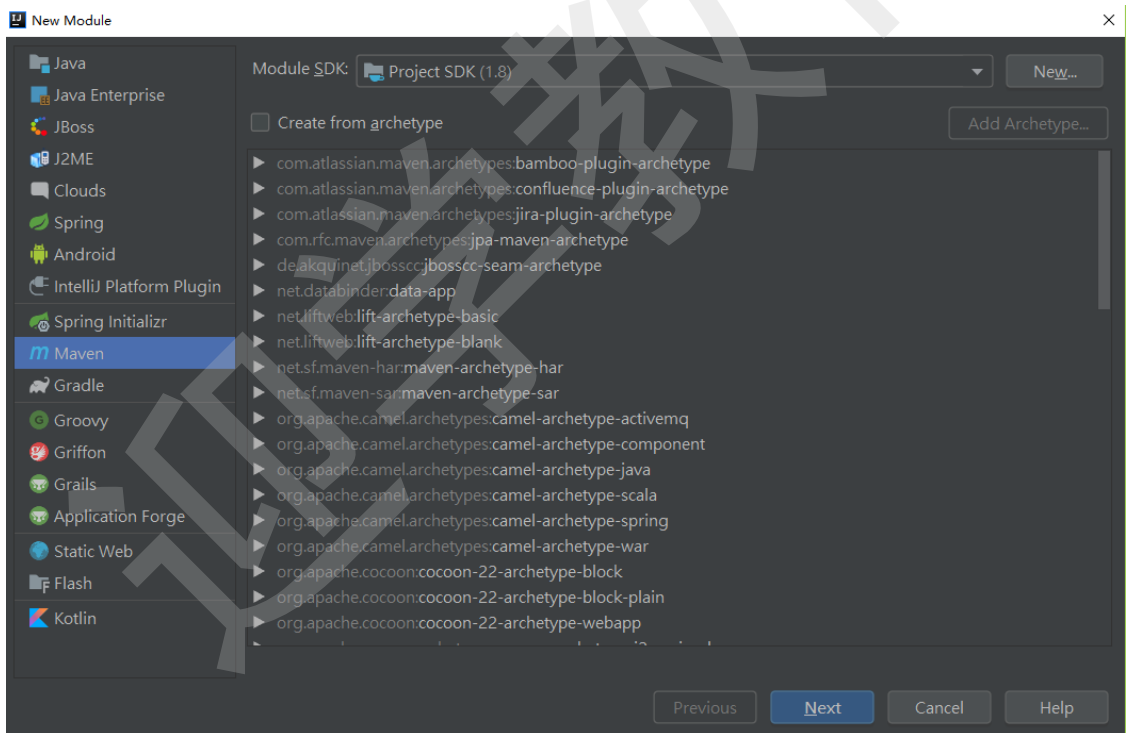 New Module
Java
Java Enterprise
JBoss
J2ME
Clouds
Spring
Android
IntelliJ Platform Plugin
Spring Initializr
Maven
Gradle
Groovy
Griffon
Grails
Application Forge
Static Web
Flash
Kotlin
Module SDK: Project SDK (1.8) New...
Create from archetype Add Archetype...
com.atlassian.maven.archetypes:bamboo-plugin-archetype
com.atlassian.maven.archetypes:confluence-plugin-archetype
com.atlassian.maven.archetypes:jira-plugin-archetype
com.rfc.maven.archetypes:jpa-maven-archetype
de.akquinet.jbosscc:jbosscc-seam-archetype
net.databinder:data-app
net.liftweb:lift-archetype-basic
net.liftweb:lift-archetype-blank
net.sf.maven-har:maven-archetype-har
net.sf.maven-sar:maven-archetype-sar
org.apache.camel.archetypes:camel-archetype-activemq
org.apache.camel.archetypes:camel-archetype-component
org.apache.camel.archetypes:camel-archetype-java
org.apache.camel.archetypes:camel-archetype-scala
org.apache.camel.archetypes:camel-archetype-spring
org.apache.camel.archetypes:camel-archetype-war
org.apache.cocoon:cocoon-22-archetype-block
org.apache.cocoon:cocoon-22-archetype-block-plain
org.apache.cocoon:cocoon-22-archetype-webapp
Previous Next Cancel Help